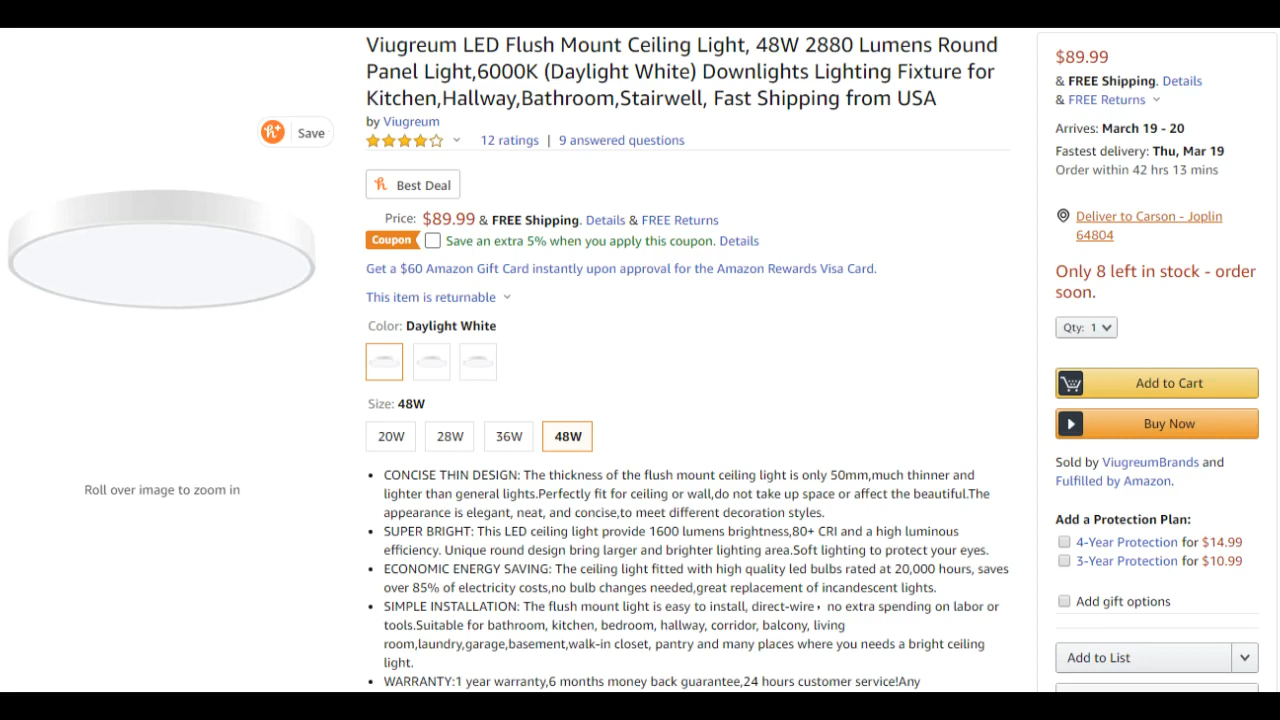 Viugreum LED Flush Mount Ceiling Light, 48W 2880 Lumens Round
Panel Light,6000K (Daylight White) Downlights Lighting Fixture for
Kitchen,Hallway,Bathroom,Stairwell, Fast Shipping from USA
by Viugreum
12 ratings | 9 answered questions
Save
Best Deal
Price: $89.99 & FREE Shipping. Details & FREE Returns
Coupon Save an extra 5% when you apply this coupon. Details
Get a $60 Amazon Gift Card instantly upon approval for the Amazon Rewards Visa Card.
This item is returnable
Color: Daylight White
Size: 48W
20W 28W 36W 48W
Roll over image to zoom in
• CONCISE THIN DESIGN: The thickness of the flush mount ceiling light is only 50mm,much thinner and
lighter than general lights.Perfectly fit for ceiling or wall,do not take up space or affect the beautiful.The
appearance is elegant, neat, and concise,to meet different decoration styles.
• SUPER BRIGHT: This LED ceiling light provide 1600 lumens brightness,80+ CRI and a high luminous
efficiency. Unique round design bring larger and brighter lighting area.Soft lighting to protect your eyes.
• ECONOMIC ENERGY SAVING: The ceiling light fitted with high quality led bulbs rated at 20,000 hours, saves
over 85% of electricity costs,no bulb changes needed,great replacement of incandescent lights.
• SIMPLE INSTALLATION: The flush mount light is easy to install, direct-wire，no extra spending on labor or
tools.Suitable for bathroom, kitchen, bedroom, hallway, corridor, balcony, living
room,laundry,garage,basement,walk-in closet, pantry and many places where you needs a bright ceiling
light.
• WARRANTY:1 year warranty,6 months money back guarantee,24 hours customer service!Any
$89.99
& FREE Shipping. Details
& FREE Returns
Arrives: March 19 - 20
Fastest delivery: Thu, Mar 19
Order within 42 hrs 13 mins
Deliver to Carson - Joplin
64804
Only 8 left in stock - order
soon.
Qty: 1
Add to Cart
Buy Now
Sold by ViugreumBrands and
Fulfilled by Amazon.
Add a Protection Plan:
4-Year Protection for $14.99
3-Year Protection for $10.99
Add gift options
Add to List